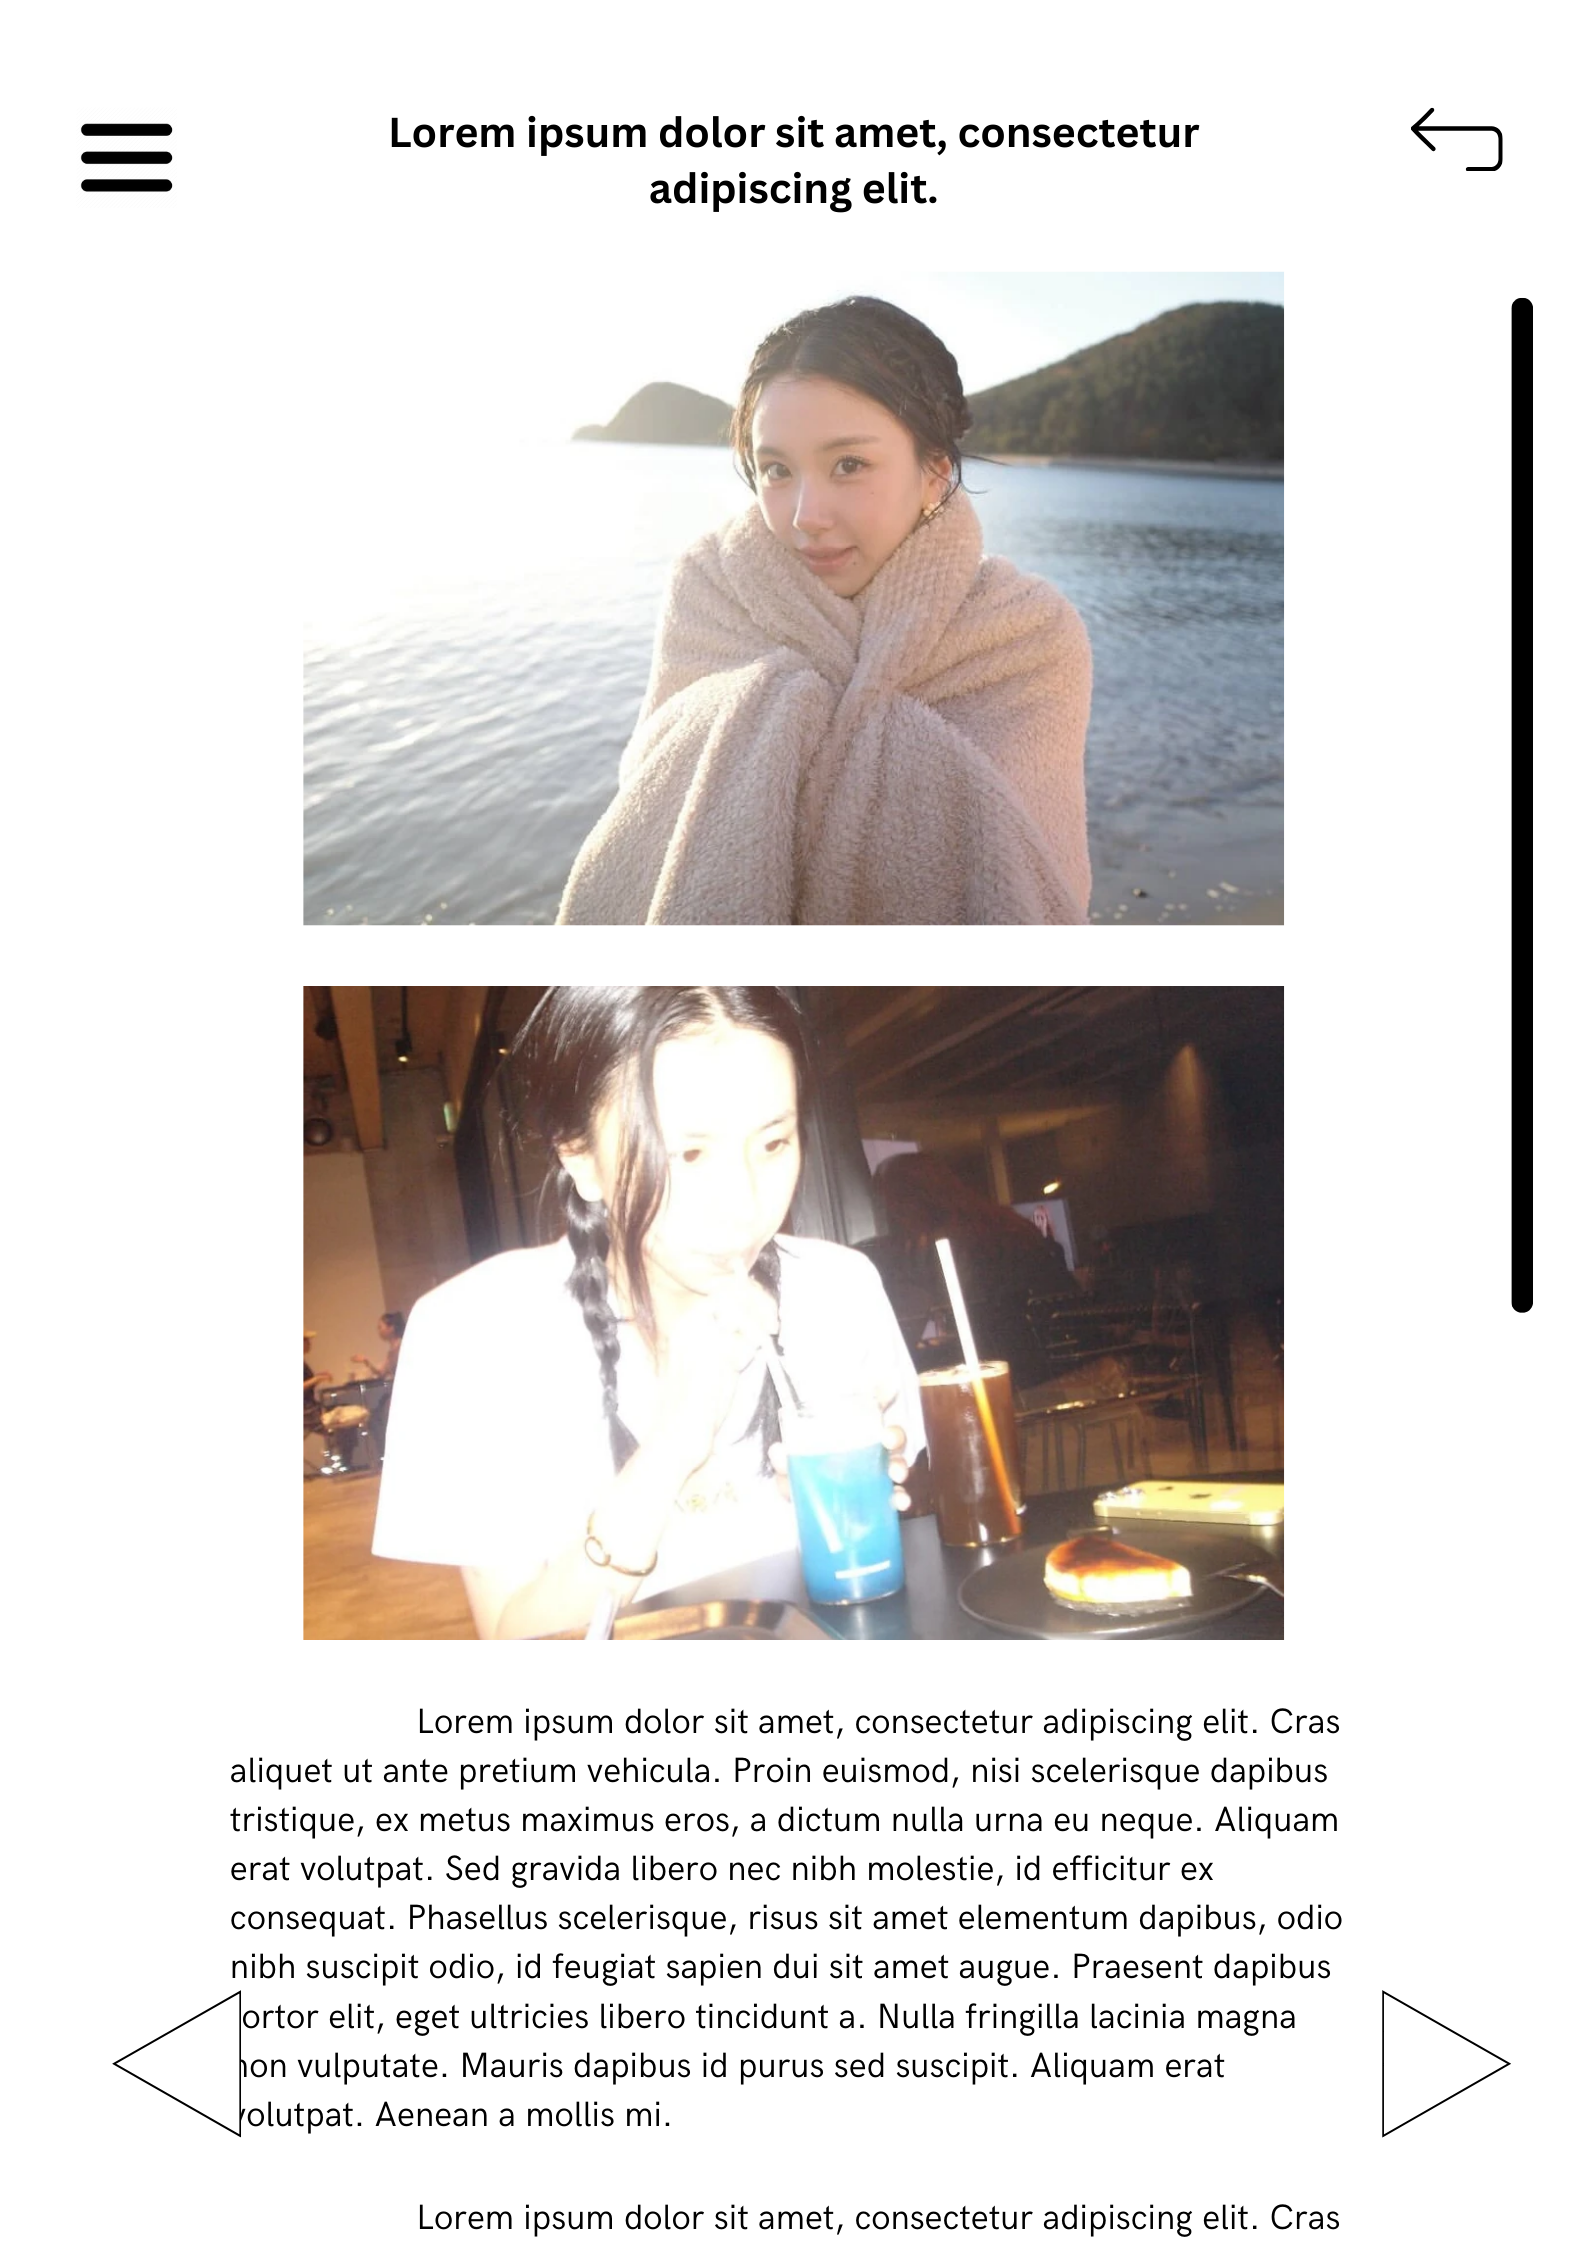 Lorem ipsum dolor sit amet, consectetur
adipiscing elit.
Lorem ipsum dolor sit amet, consectetur adipiscing elit. Cras
aliquet ut ante pretium vehicula. Proin euismod, nisi scelerisque dapibus
tristique, ex metus maximus eros, a dictum nulla urna eu neque. Aliquam
erat volutpat. Sed gravida libero nec nibh molestie, id efficitur ex
consequat. Phasellus scelerisque, risus sit amet elementum dapibus, odio
nibh suscipit odio, id feugiat sapien dui sit amet augue. Praesent dapibus
ortor elit, eget ultricies libero tincidunt a. Nulla fringilla lacinia magna
non vulputate. Mauris dapibus id purus sed suscipit. Aliquam erat
volutpat. Aenean a mollis mi.
Lorem ipsum dolor sit amet, consectetur adipiscing elit. Cras